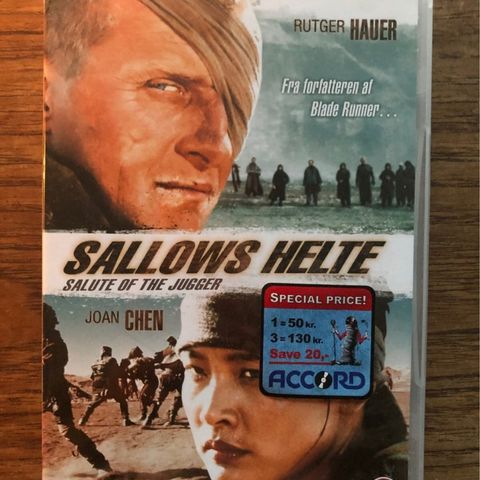 RUTGER HAUER
Fra forfatteren af
Blade Runner...
SALLOWS HELTE
SALUTE OF THE JUGGER
JOAN CHEN
SPECIAL PRICE!
1 = 50 kr.
3 = 130 kr.
Save 20,-
ACCORD